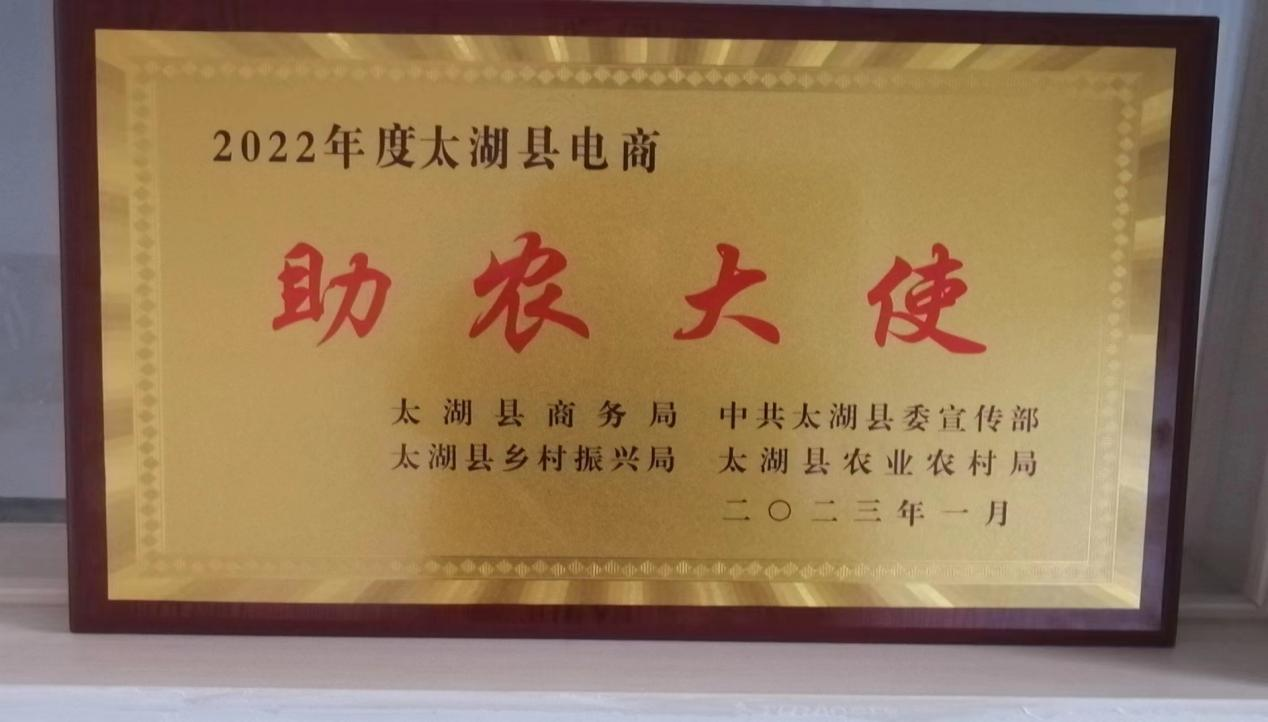 2022年度太湖县电商
助农大使
太湖县商务局 中共太湖县委宣传部
太湖县乡村振兴局 太湖县农业农村局
二〇二三年一月